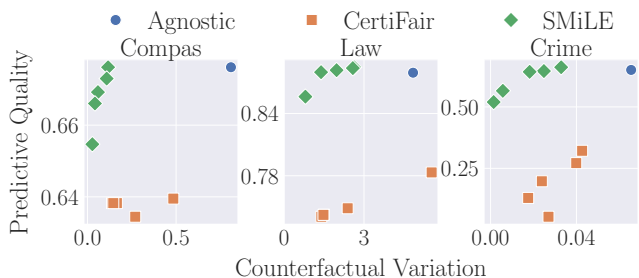 Agnostic CertiFair SMiLE
Compas Law Crime
Predictive Quality
0.66
0.64
0.0 0.5
0.84
0.78
0 3
0.50
0.25
0.00 0.04
Counterfactual Variation